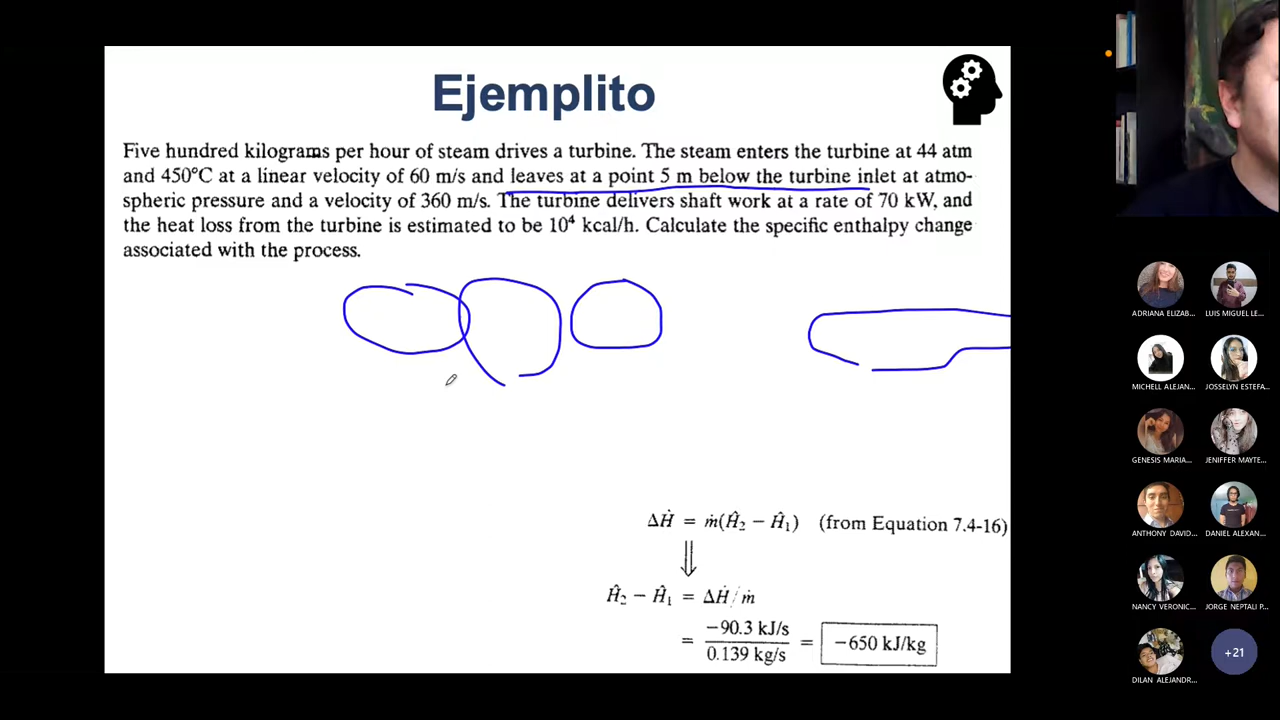 Ejemplito
Five hundred kilograms per hour of steam drives a turbine. The steam enters the turbine at 44 atm
and 450°C at a linear velocity of 60 m/s and leaves at a point 5 m below the turbine inlet at atmo-
spheric pressure and a velocity of 360 m/s. The turbine delivers shaft work at a rate of 70 kW, and
the heat loss from the turbine is estimated to be 10⁴ kcal/h. Calculate the specific enthalpy change
associated with the process.
ΔḢ = ṁ(Ĥ₂ − Ĥ₁) (from Equation 7.4-16)
⇓
Ĥ₂ − Ĥ₁ = ΔḢ/ṁ
= −90.3 kJ/s / 0.139 kg/s = −650 kJ/kg
ADRIANA ELIZAB... LUIS MIGUEL LE...
MICHELL ALEJAN... JOSSELYN ESTEFA...
GENESIS MARIA... JENIFFER MAYTE...
ANTHONY DAVID... DANIEL ALEXAN...
NANCY VERONIC... JORGE NEPTALI P...
DILAN ALEJANDR... +21